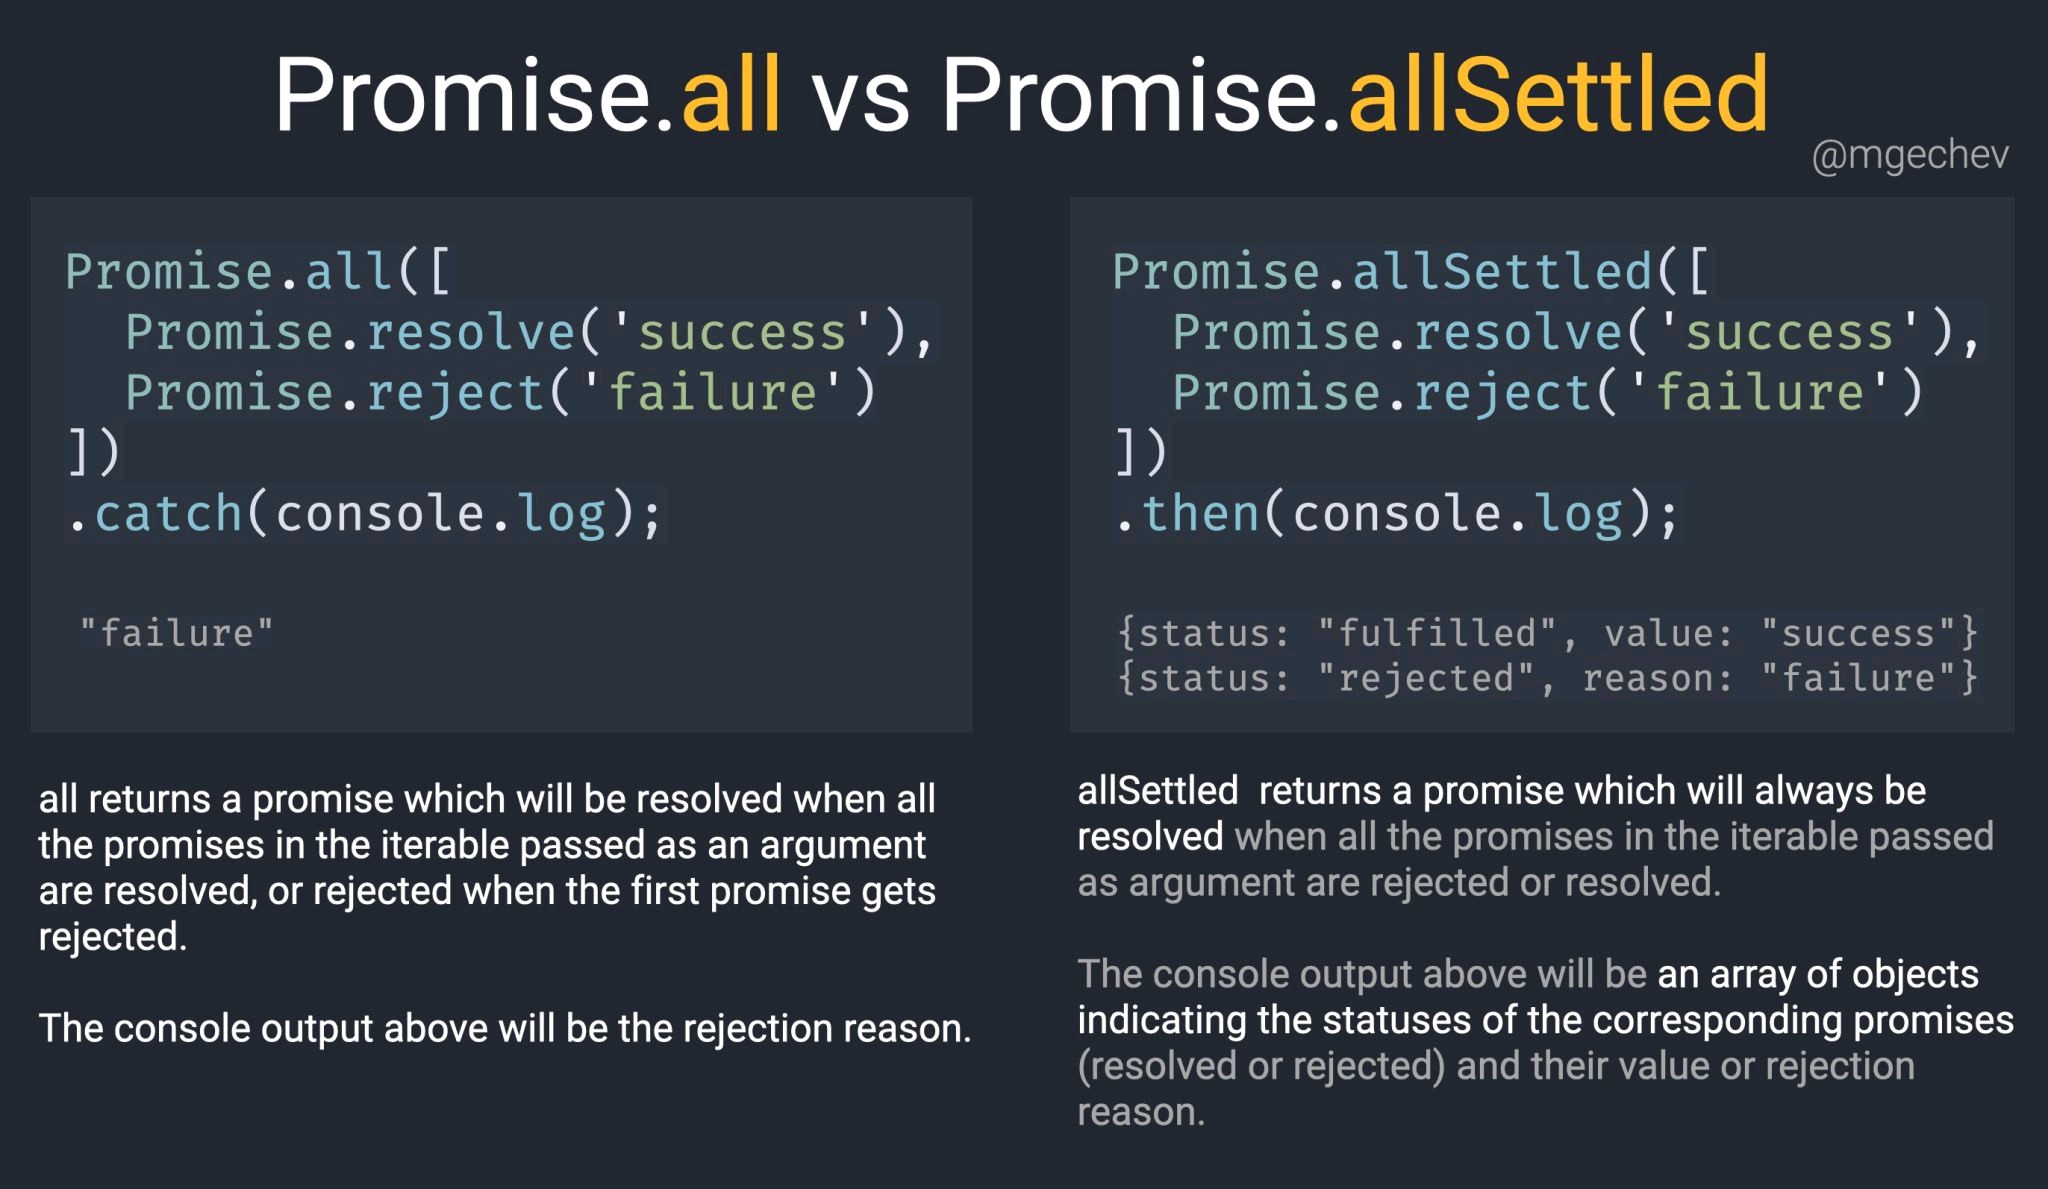 Promise.all vs Promise.allSettled
@mgechev
Promise.all([
  Promise.resolve('success'),
  Promise.reject('failure')
])
.catch(console.log);
"failure"
all returns a promise which will be resolved when all
the promises in the iterable passed as an argument
are resolved, or rejected when the first promise gets
rejected.
The console output above will be the rejection reason.
Promise.allSettled([
  Promise.resolve('success'),
  Promise.reject('failure')
])
.then(console.log);
{status: "fulfilled", value: "success"}
{status: "rejected", reason: "failure"}
allSettled  returns a promise which will always be
resolved when all the promises in the iterable passed
as argument are rejected or resolved.
The console output above will be an array of objects
indicating the statuses of the corresponding promises
(resolved or rejected) and their value or rejection
reason.